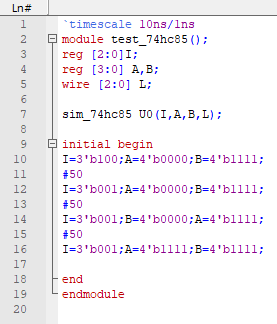 Ln#
1 `timescale 10ns/1ns
2 module test_74hc85();
3 reg [2:0]I;
4 reg [3:0] A,B;
5 wire [2:0] L;
6
7 sim_74hc85 U0(I,A,B,L);
8
9 initial begin
10 I=3'b100;A=4'b0000;B=4'b1111;
11 #50
12 I=3'b001;A=4'b0000;B=4'b1111;
13 #50
14 I=3'b001;B=4'b0000;A=4'b1111;
15 #50
16 I=3'b001;A=4'b1111;B=4'b1111;
17
18 end
19 endmodule
20